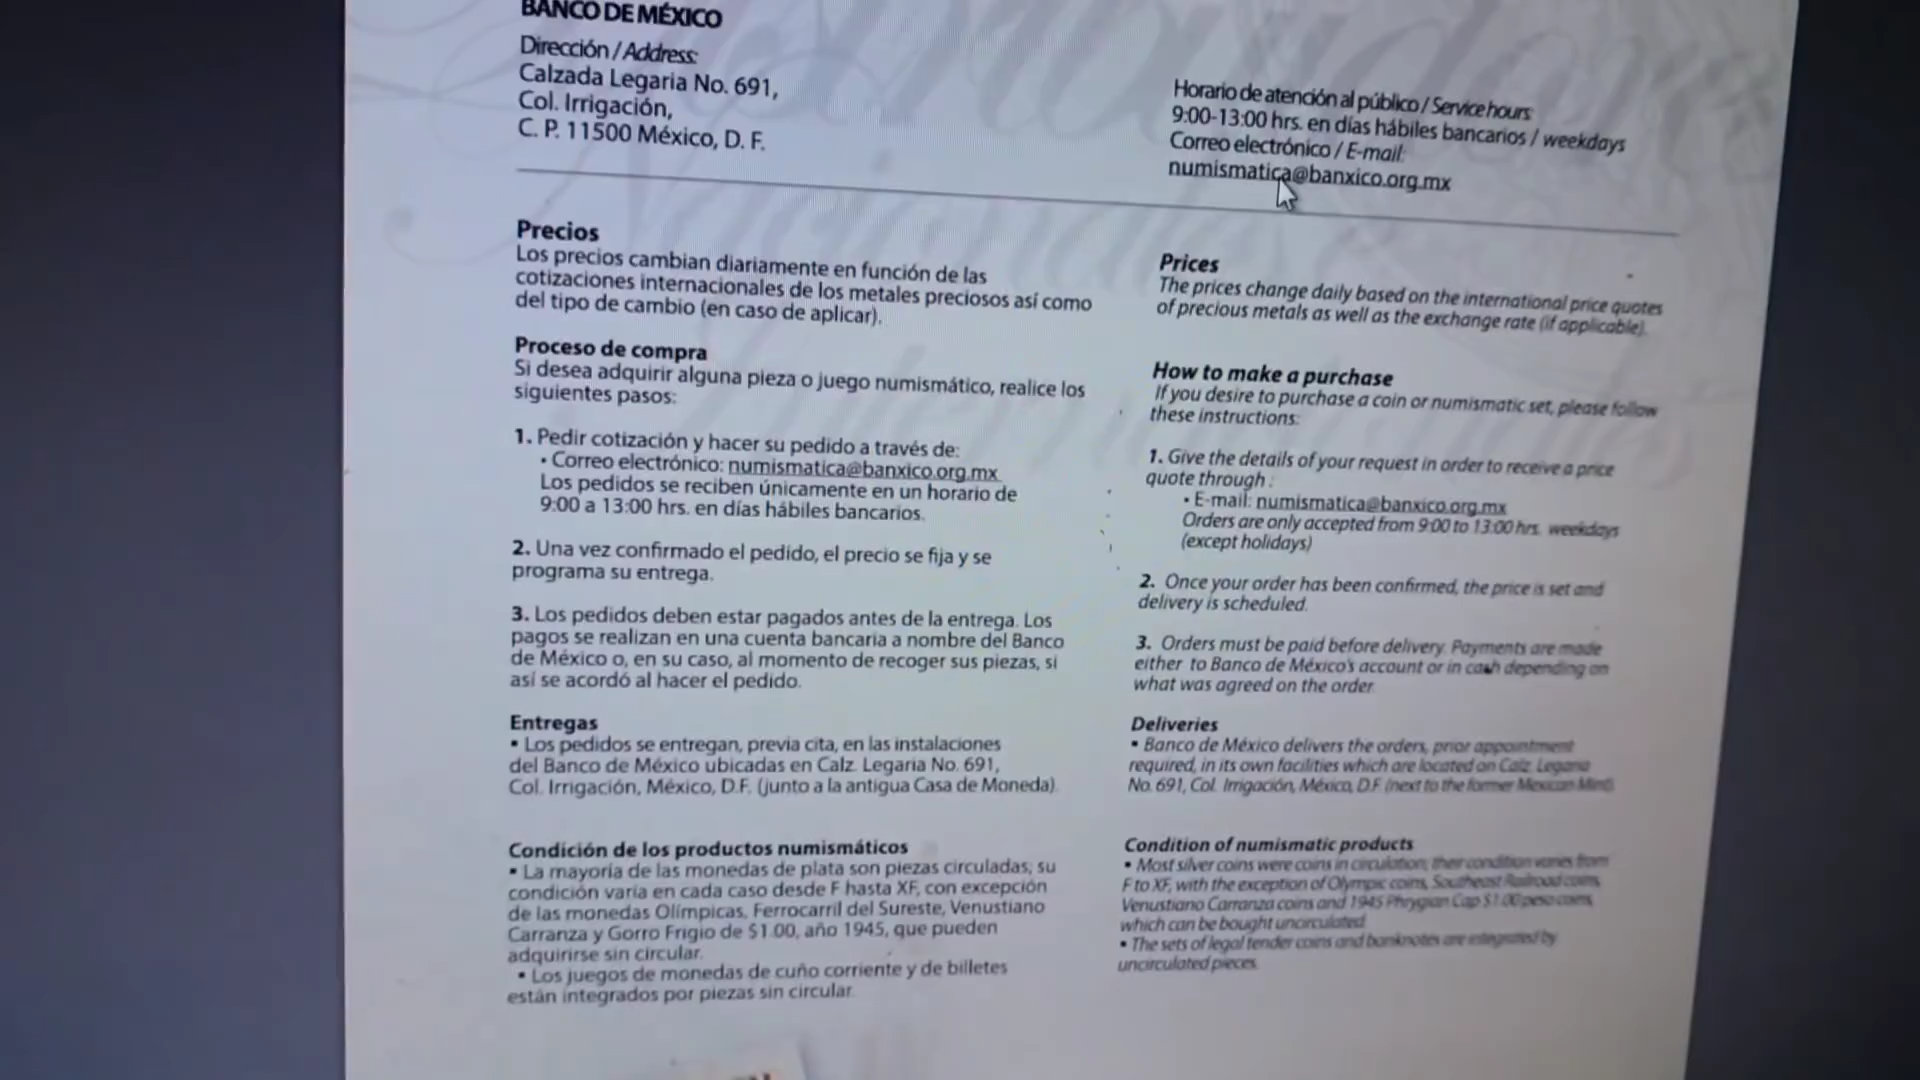 BANCO DE MÉXICO
Dirección / Address:
Calzada Legaria No. 691,
Col. Irrigación,
C. P. 11500 México, D. F.
Horario de atención al público / Service hours
9:00-13:00 hrs. en días hábiles bancarios / weekdays
Correo electrónico / E-mail:
numismatica@banxico.org.mx
Precios
Los precios cambian diariamente en función de las
cotizaciones internacionales de los metales preciosos así como
del tipo de cambio (en caso de aplicar).
Proceso de compra
Si desea adquirir alguna pieza o juego numismático, realice los
siguientes pasos:
1. Pedir cotización y hacer su pedido a través de:
• Correo electrónico: numismatica@banxico.org.mx
Los pedidos se reciben únicamente en un horario de
9:00 a 13:00 hrs. en días hábiles bancarios.
2. Una vez confirmado el pedido, el precio se fija y se
programa su entrega.
3. Los pedidos deben estar pagados antes de la entrega. Los
pagos se realizan en una cuenta bancaria a nombre del Banco
de México o, en su caso, al momento de recoger sus piezas, si
así se acordó al hacer el pedido.
Entregas
▪ Los pedidos se entregan, previa cita, en las instalaciones
del Banco de México ubicadas en Calz. Legaria No. 691,
Col. Irrigación, México, D.F. (junto a la antigua Casa de Moneda).
Condición de los productos numismáticos
▪ La mayoría de las monedas de plata son piezas circuladas; su
condición varía en cada caso desde F hasta XF, con excepción
de las monedas Olímpicas, Ferrocarril del Sureste, Venustiano
Carranza y Gorro Frigio de $1.00, año 1945, que pueden
adquirirse sin circular.
▪ Los juegos de monedas de cuño corriente y de billetes
están integrados por piezas sin circular.
Prices
The prices change daily based on the international price quotes
of precious metals as well as the exchange rate (if applicable).
How to make a purchase
If you desire to purchase a coin or numismatic set, please follow
these instructions:
1. Give the details of your request in order to receive a price
quote through :
• E-mail: numismatica@banxico.org.mx
Orders are only accepted from 9:00 to 13:00 hrs. weekdays
(except holidays)
2. Once your order has been confirmed, the price is set and
delivery is scheduled.
3. Orders must be paid before delivery. Payments are made
either to Banco de México's account or in cash depending on
what was agreed on the order.
Deliveries
▪ Banco de México delivers the orders, prior appointment
required, in its own facilities which are located on Calz. Legaria
No. 691, Col. Irrigación, México, D.F. (next to the former Mexican Mint).
Condition of numismatic products
▪ Most silver coins were coins in circulation; their condition varies from
F to XF, with the exception of Olympic coins, Southeast Railroad coins,
Venustiano Carranza coins and 1945 Phrygian Cap $1.00 peso coins,
which can be bought uncirculated.
▪ The sets of legal tender coins and banknotes are integrated by
uncirculated pieces.